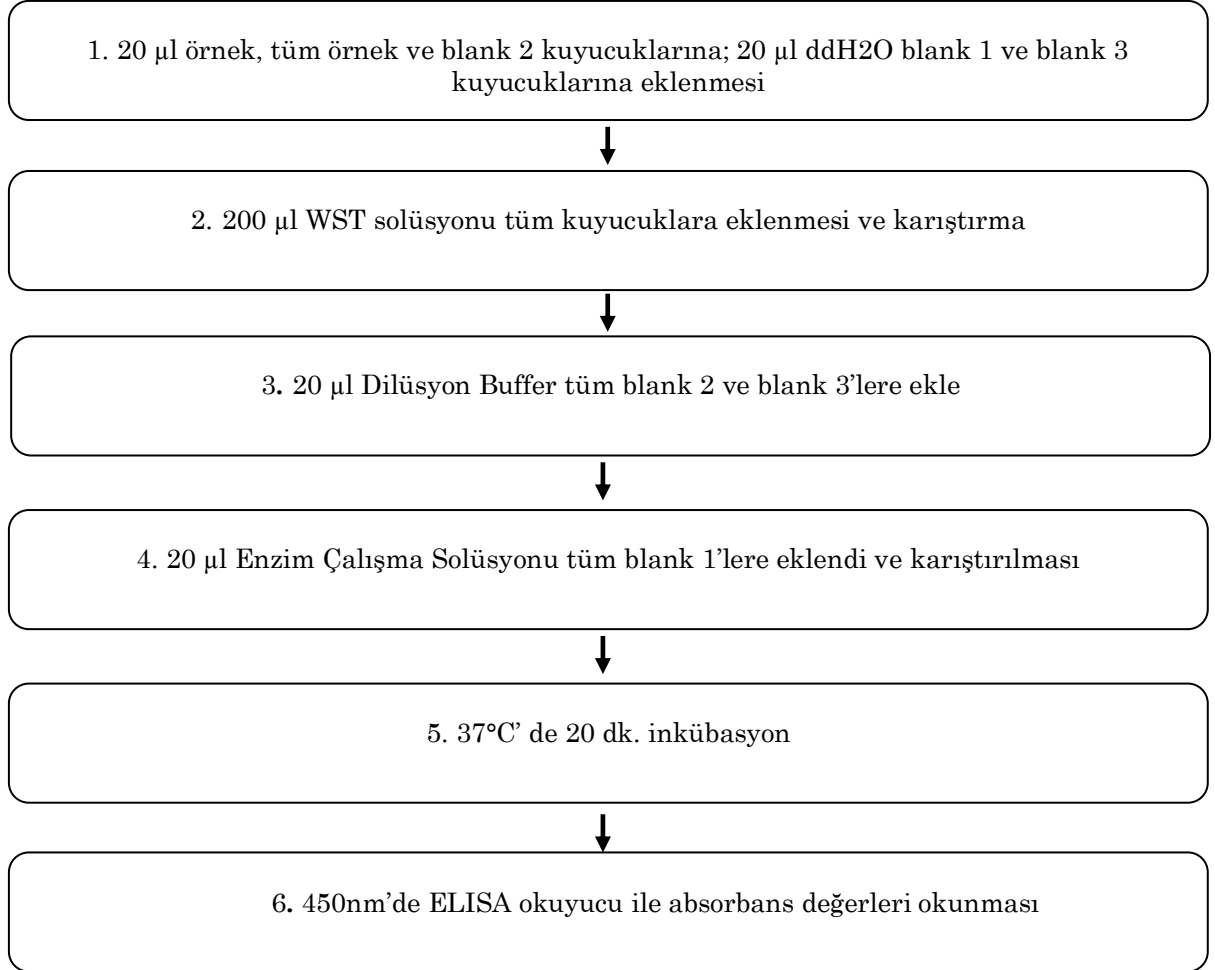 1. 20 µl örnek, tüm örnek ve blank 2 kuyucuklarına; 20 µl ddH2O blank 1 ve blank 3
kuyucuklarına eklenmesi
2. 200 µl WST solüsyonu tüm kuyucuklara eklenmesi ve karıştırma
3. 20 µl Dilüsyon Buffer tüm blank 2 ve blank 3’lere ekle
4. 20 µl Enzim Çalışma Solüsyonu tüm blank 1’lere eklendi ve karıştırılması
5. 37°C’ de 20 dk. inkübasyon
6. 450nm’de ELISA okuyucu ile absorbans değerleri okunması